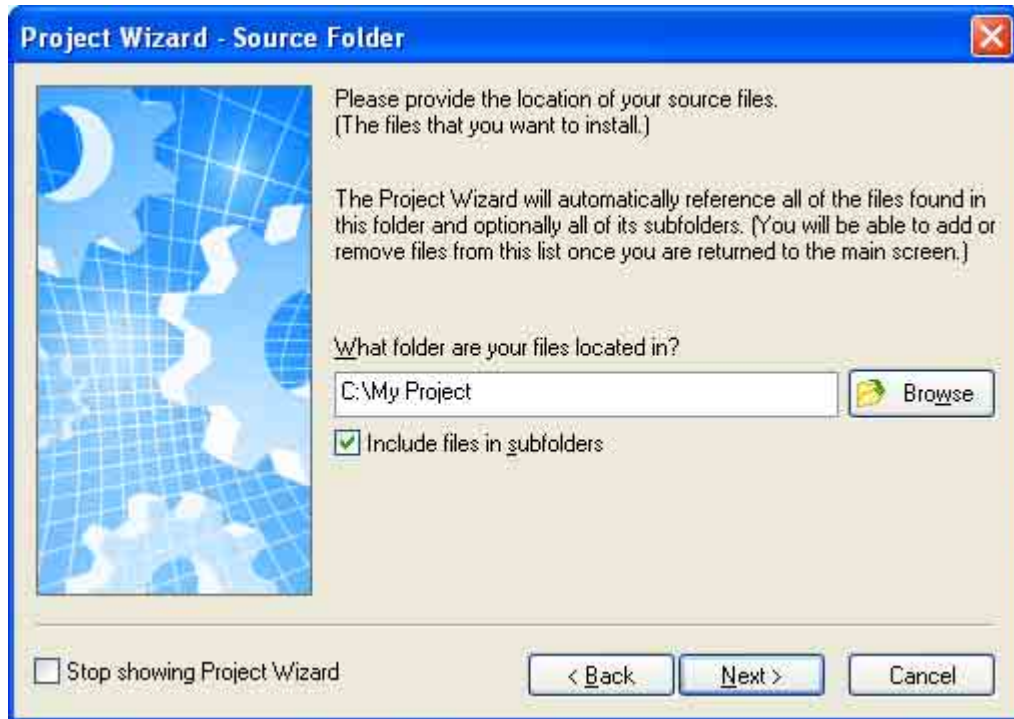 Project Wizard - Source Folder
Please provide the location of your source files.
(The files that you want to install.)
The Project Wizard will automatically reference all of the files found in
this folder and optionally all of its subfolders. (You will be able to add or
remove files from this list once you are returned to the main screen.)
What folder are your files located in?
C:\My Project
Browse
Include files in subfolders
Stop showing Project Wizard
< Back
Next >
Cancel